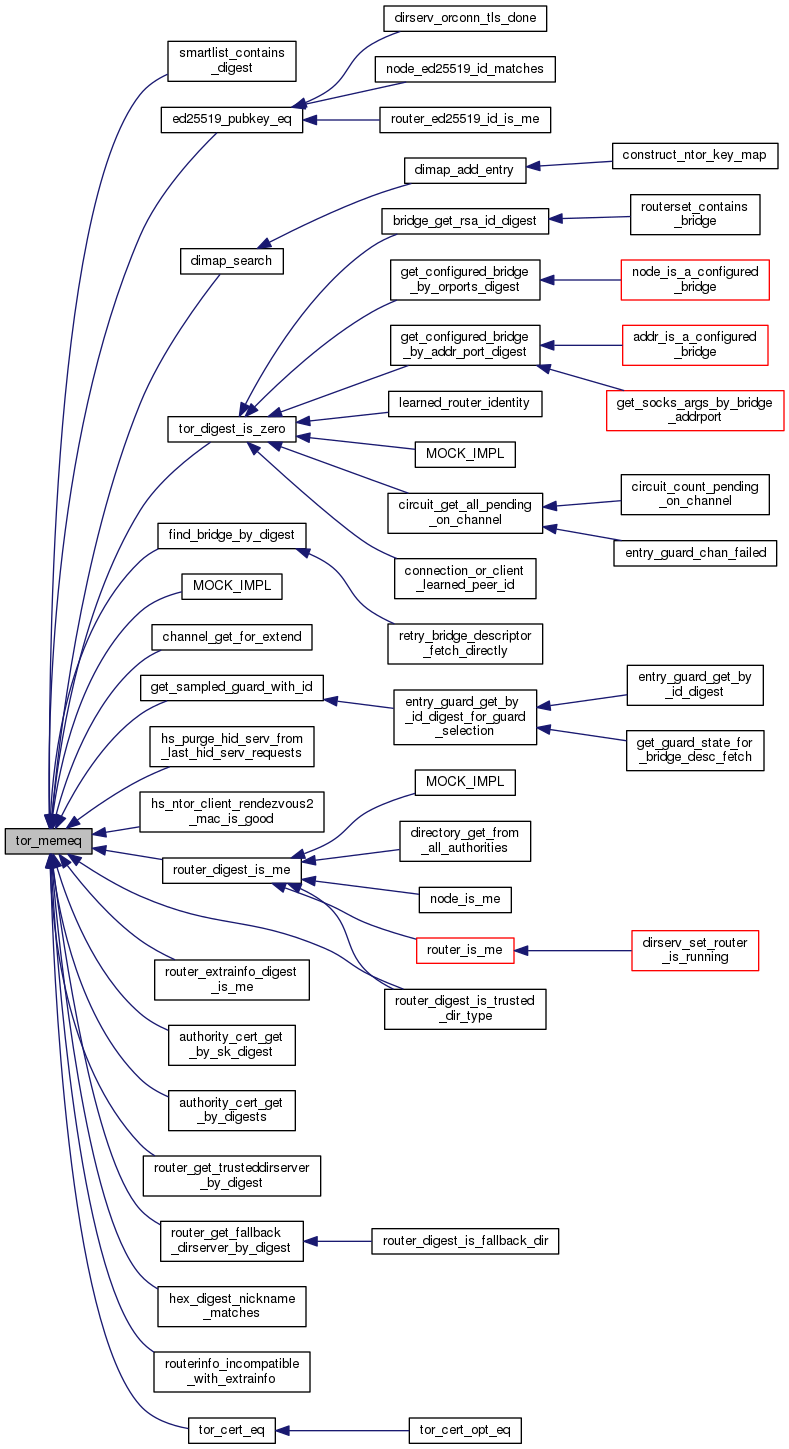 dirserv_orconn_tls_done
smartlist_contains
_digest
node_ed25519_id_matches
ed25519_pubkey_eq
router_ed25519_id_is_me
construct_ntor_key_map
dimap_add_entry
routerset_contains
_bridge
bridge_get_rsa_id_digest
dimap_search
get_configured_bridge
_by_orports_digest
node_is_a_configured
_bridge
get_configured_bridge
_by_addr_port_digest
addr_is_a_configured
_bridge
get_socks_args_by_bridge
_addrport
learned_router_identity
tor_digest_is_zero
MOCK_IMPL
circuit_get_all_pending
_on_channel
circuit_count_pending
_on_channel
find_bridge_by_digest
entry_guard_chan_failed
connection_or_client
_learned_peer_id
MOCK_IMPL
channel_get_for_extend
retry_bridge_descriptor
_fetch_directly
get_sampled_guard_with_id
entry_guard_get_by
_id_digest
entry_guard_get_by
_id_digest_for_guard
_selection
hs_purge_hid_serv_from
_last_hid_serv_requests
get_guard_state_for
_bridge_desc_fetch
MOCK_IMPL
hs_ntor_client_rendezvous2
_mac_is_good
tor_memeq
directory_get_from
_all_authorities
router_digest_is_me
node_is_me
router_is_me
dirserv_set_router
_is_running
router_extrainfo_digest
_is_me
router_digest_is_trusted
_dir_type
authority_cert_get
_by_sk_digest
authority_cert_get
_by_digests
router_get_trusteddirserver
_by_digest
router_get_fallback
_dirserver_by_digest
router_digest_is_fallback_dir
hex_digest_nickname
_matches
routerinfo_incompatible
_with_extrainfo
tor_cert_eq
tor_cert_opt_eq